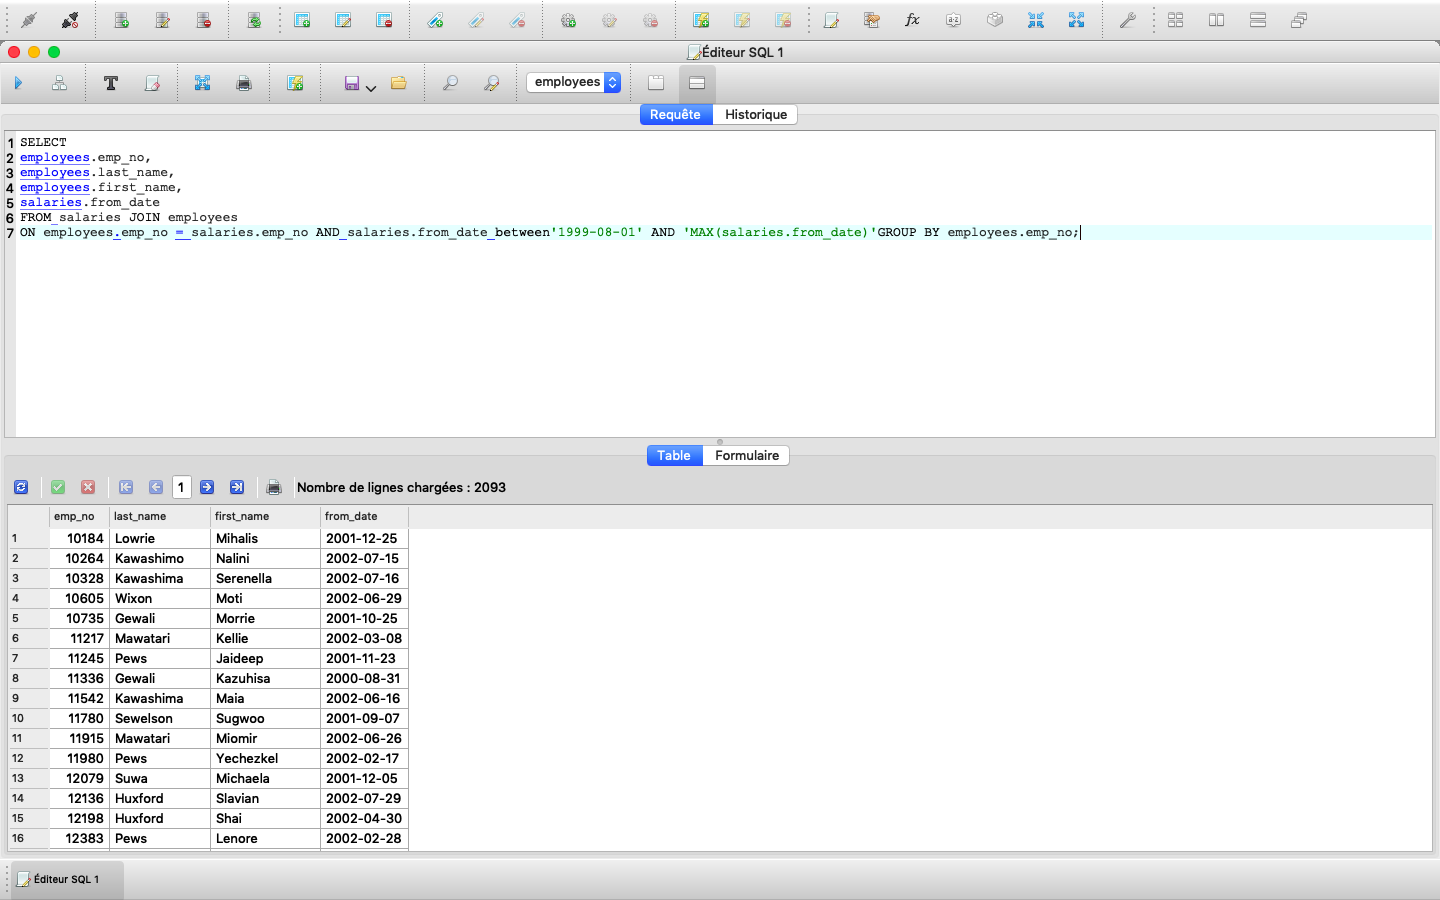 fx
a-z
Éditeur SQL 1
T
employees
Requête Historique
1 SELECT
2 employees.emp_no,
3 employees.last_name,
4 employees.first_name,
5 salaries.from_date
6 FROM salaries JOIN employees
7 ON employees.emp_no = salaries.emp_no AND salaries.from_date between'1999-08-01' AND 'MAX(salaries.from_date)'GROUP BY employees.emp_no;
Table Formulaire
1 Nombre de lignes chargées : 2093
emp_no last_name first_name from_date
1 10184 Lowrie Mihalis 2001-12-25
2 10264 Kawashimo Nalini 2002-07-15
3 10328 Kawashima Serenella 2002-07-16
4 10605 Wixon Moti 2002-06-29
5 10735 Gewali Morrie 2001-10-25
6 11217 Mawatari Kellie 2002-03-08
7 11245 Pews Jaideep 2001-11-23
8 11336 Gewali Kazuhisa 2000-08-31
9 11542 Kawashima Maia 2002-06-16
10 11780 Sewelson Sugwoo 2001-09-07
11 11915 Mawatari Miomir 2002-06-26
12 11980 Pews Yechezkel 2002-02-17
13 12079 Suwa Michaela 2001-12-05
14 12136 Huxford Slavian 2002-07-29
15 12198 Huxford Shai 2002-04-30
16 12383 Pews Lenore 2002-02-28
Éditeur SQL 1